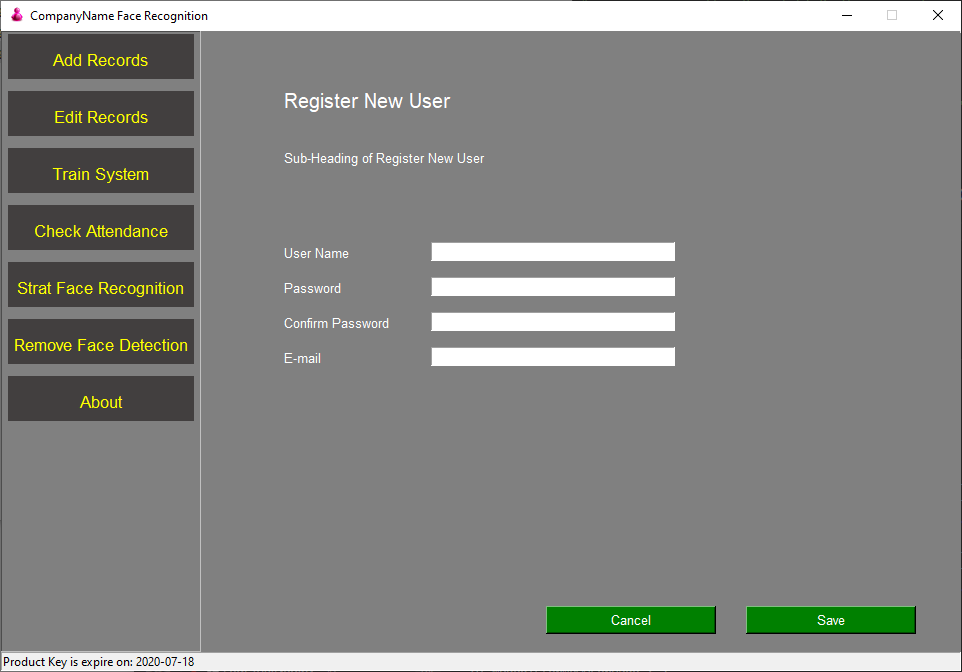 CompanyName Face Recognition
Add Records
Edit Records
Train System
Check Attendance
Strat Face Recognition
Remove Face Detection
About
Register New User
Sub-Heading of Register New User
User Name
Password
Confirm Password
E-mail
Cancel
Save
Product Key is expire on: 2020-07-18